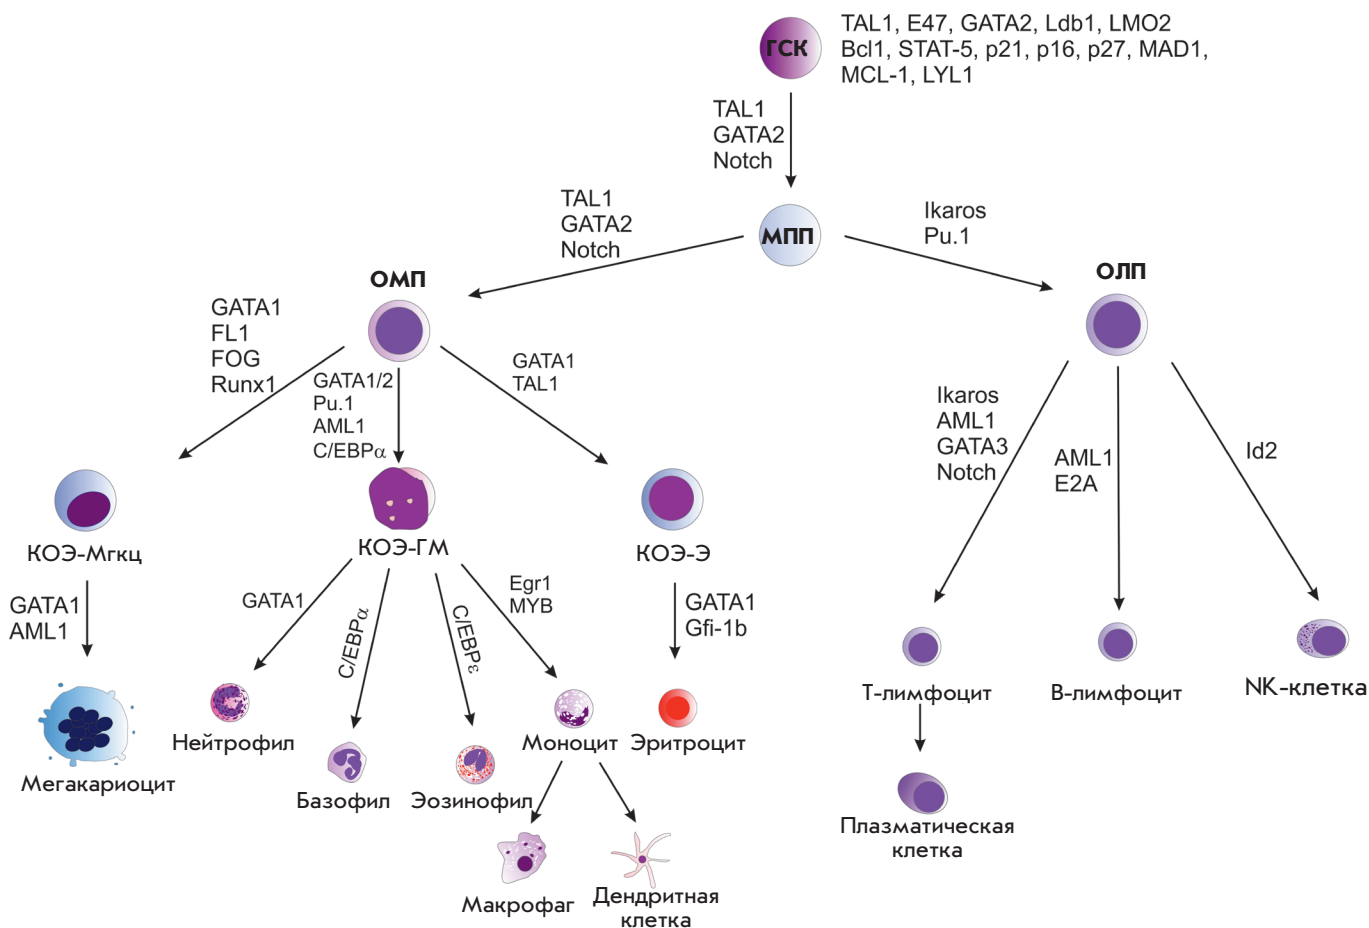 ГСК
TAL1, E47, GATA2, Ldb1, LMO2
Bcl1, STAT-5, p21, p16, p27, MAD1,
MCL-1, LYL1
TAL1
GATA2
Notch
МПП
TAL1
GATA2
Notch
Ikaros
Pu.1
ОМП
ОЛП
GATA1
FL1
FOG
Runx1
GATA1/2
Pu.1
AML1
C/EBPα
GATA1
TAL1
Ikaros
AML1
GATA3
Notch
AML1
E2A
Id2
КОЭ-Мгкц
КОЭ-ГМ
КОЭ-Э
GATA1
AML1
GATA1
C/EBPα
C/EBPε
Egr1
MYB
GATA1
Gfi-1b
Мегакариоцит
Нейтрофил
Базофил
Эозинофил
Моноцит
Эритроцит
Т-лимфоцит
В-лимфоцит
NK-клетка
Макрофаг
Дендритная
клетка
Плазматическая
клетка